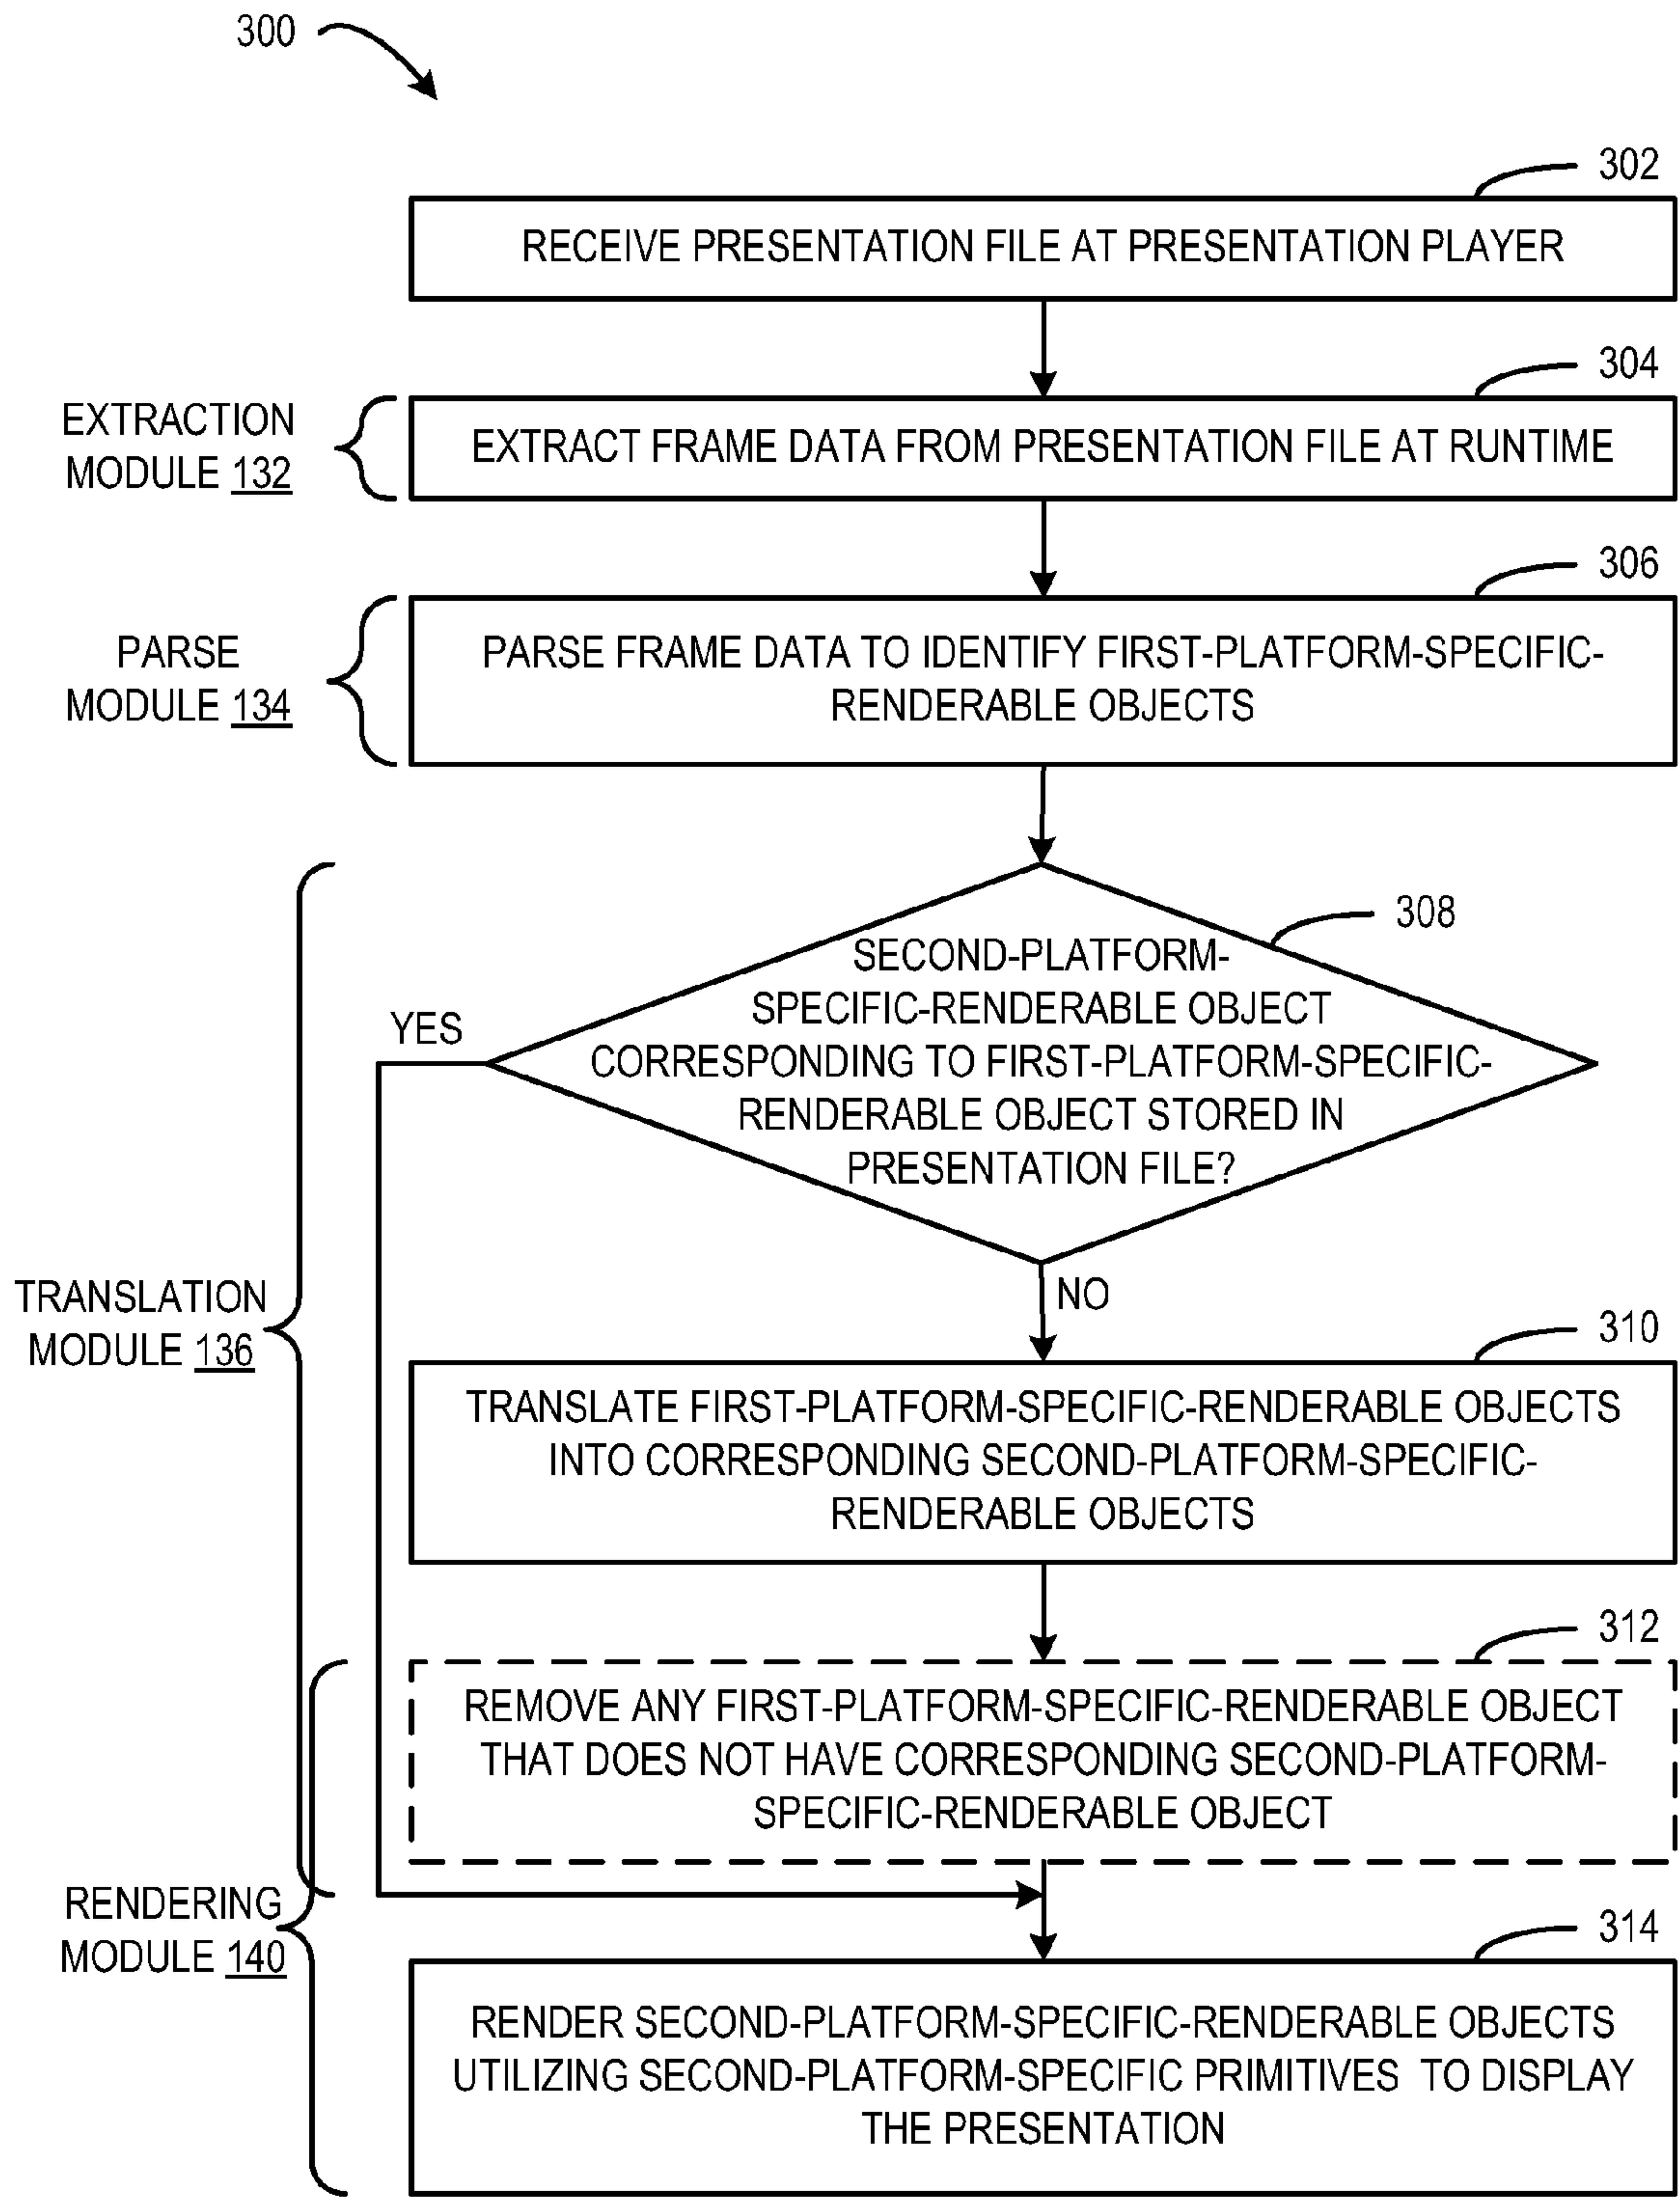 300
302
RECEIVE PRESENTATION FILE AT PRESENTATION PLAYER
304
EXTRACTION
MODULE 132
EXTRACT FRAME DATA FROM PRESENTATION FILE AT RUNTIME
306
PARSE
MODULE 134
PARSE FRAME DATA TO IDENTIFY FIRST-PLATFORM-SPECIFIC-
RENDERABLE OBJECTS
308
SECOND-PLATFORM-
SPECIFIC-RENDERABLE OBJECT
CORRESPONDING TO FIRST-PLATFORM-SPECIFIC-
RENDERABLE OBJECT STORED IN
PRESENTATION FILE?
YES
NO
TRANSLATION
MODULE 136
310
TRANSLATE FIRST-PLATFORM-SPECIFIC-RENDERABLE OBJECTS
INTO CORRESPONDING SECOND-PLATFORM-SPECIFIC-
RENDERABLE OBJECTS
312
REMOVE ANY FIRST-PLATFORM-SPECIFIC-RENDERABLE OBJECT
THAT DOES NOT HAVE CORRESPONDING SECOND-PLATFORM-
SPECIFIC-RENDERABLE OBJECT
RENDERING
MODULE 140
314
RENDER SECOND-PLATFORM-SPECIFIC-RENDERABLE OBJECTS
UTILIZING SECOND-PLATFORM-SPECIFIC PRIMITIVES TO DISPLAY
THE PRESENTATION